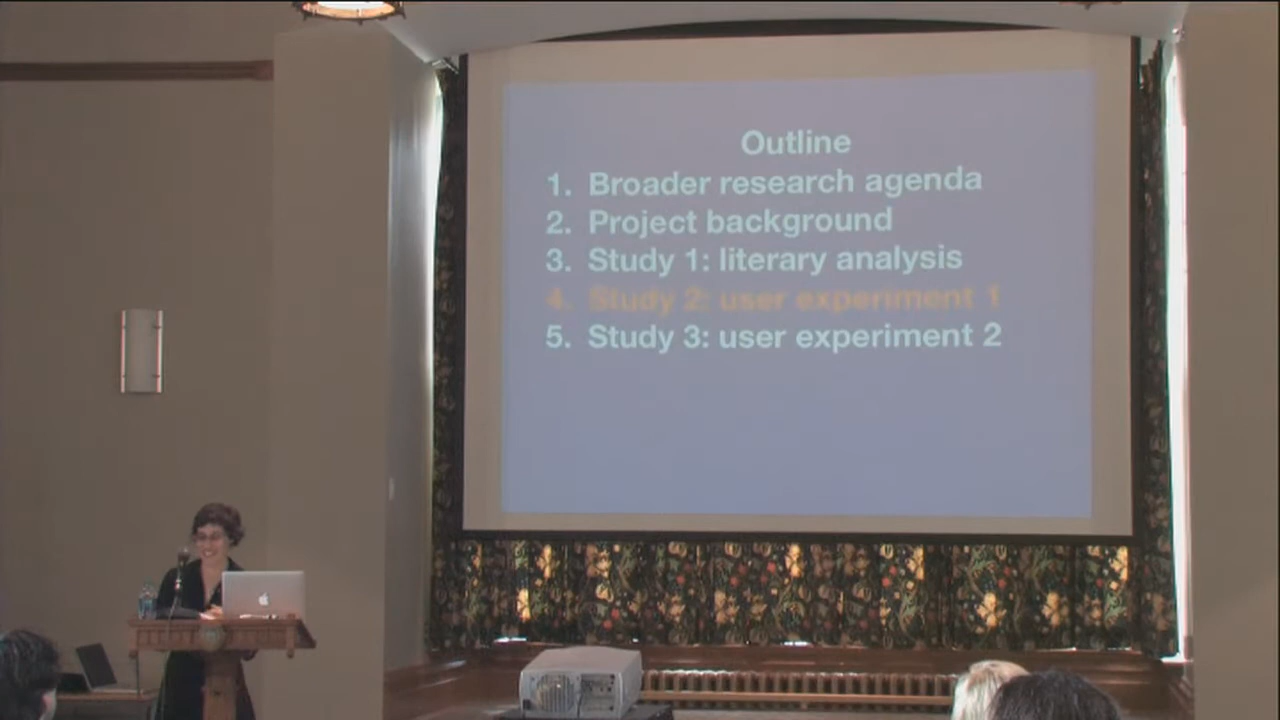 Outline
1. Broader research agenda
2. Project background
3. Study 1: literary analysis
4. Study 2: user experiment 1
5. Study 3: user experiment 2